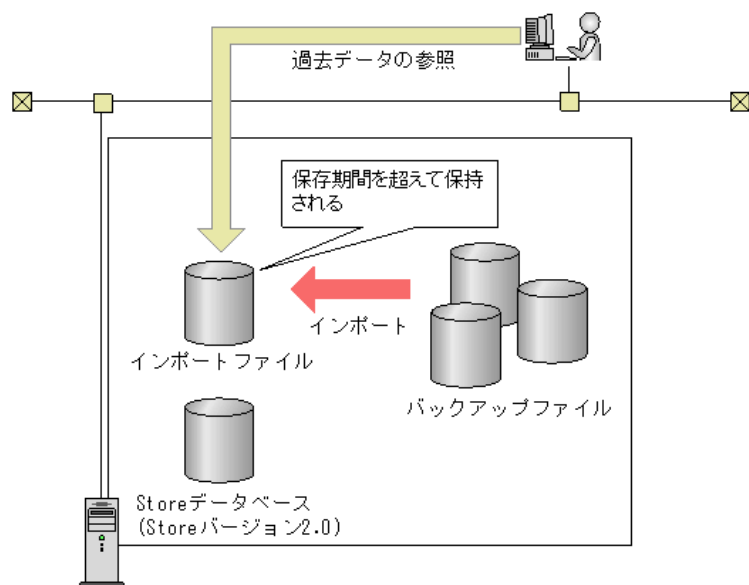 過去データの参照
保存期間を超えて保持
される
インポート
インポートファイル
バックアップファイル
Storeデータベース
(Storeバージョン2.0)